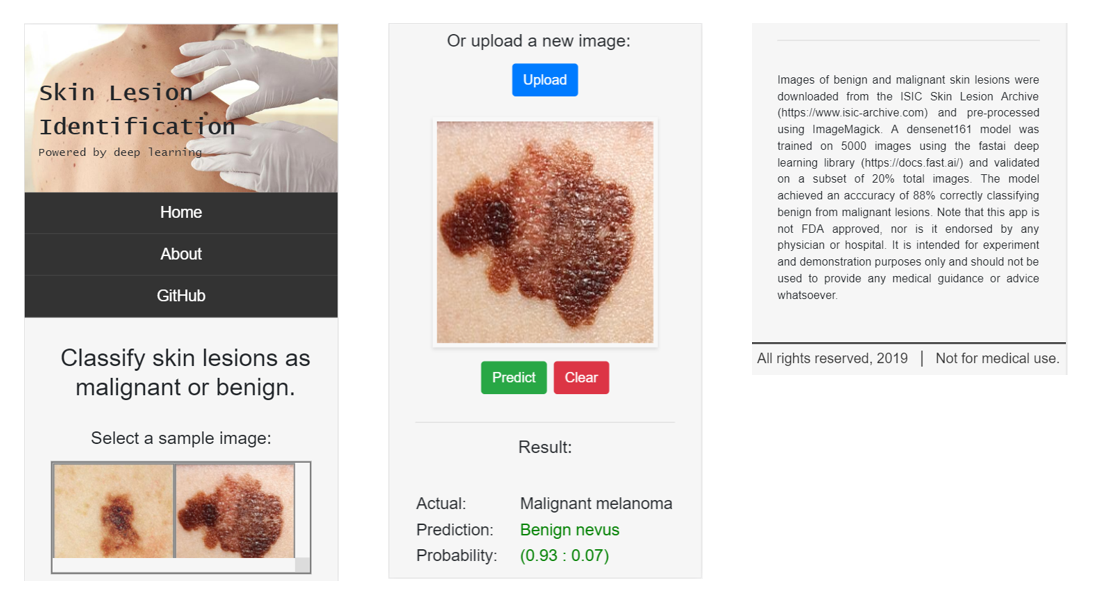 Skin Lesion
Identification
Powered by deep learning
Home
About
GitHub
Classify skin lesions as
malignant or benign.
Select a sample image:
Or upload a new image:
Upload
Predict
Clear
Result:
Actual: Malignant melanoma
Prediction: Benign nevus
Probability: (0.93 : 0.07)
Images of benign and malignant skin lesions were
downloaded from the ISIC Skin Lesion Archive
(https://www.isic-archive.com) and pre-processed
using ImageMagick. A densenet161 model was
trained on 5000 images using the fastai deep
learning library (https://docs.fast.ai/) and validated
on a subset of 20% total images. The model
achieved an acccuracy of 88% correctly classifying
benign from malignant lesions. Note that this app is
not FDA approved, nor is it endorsed by any
physician or hospital. It is intended for experiment
and demonstration purposes only and should not be
used to provide any medical guidance or advice
whatsoever.
All rights reserved, 2019 | Not for medical use.